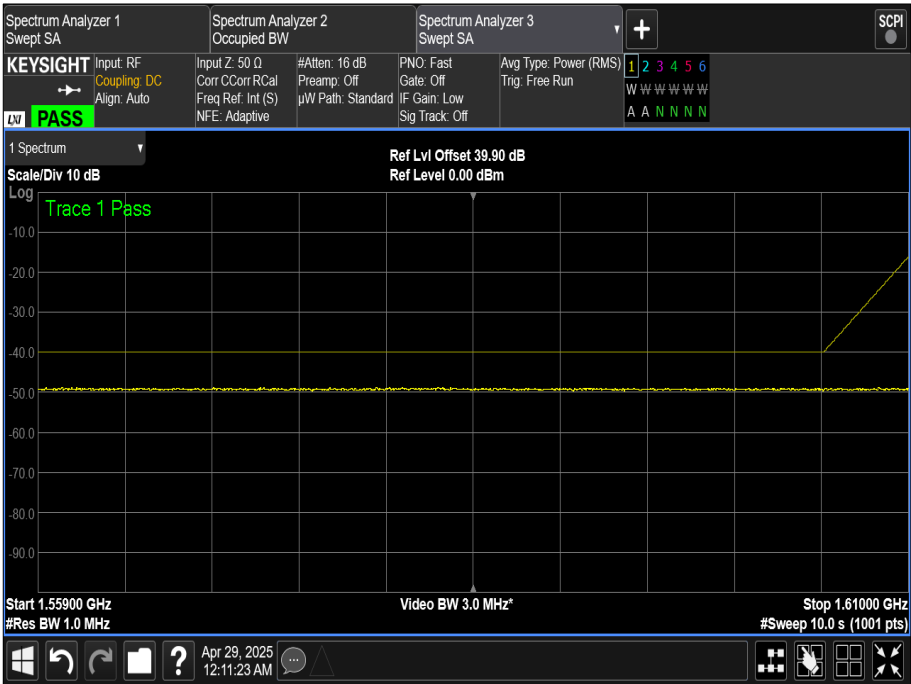 Spectrum Analyzer 1
Swept SA
Spectrum Analyzer 2
Occupied BW
Spectrum Analyzer 3
Swept SA
+
SCPI
KEYSIGHT
LXI
PASS
Input: RF
Coupling: DC
Align: Auto
Input Z: 50 Ω
Corr CCorr RCal
Freq Ref: Int (S)
NFE: Adaptive
#Atten: 16 dB
Preamp: Off
µW Path: Standard
PNO: Fast
Gate: Off
IF Gain: Low
Sig Track: Off
Avg Type: Power (RMS)
Trig: Free Run
1 2 3 4 5 6
W W W W W W
A A N N N N
1 Spectrum
Scale/Div 10 dB
Ref Lvl Offset 39.90 dB
Ref Level 0.00 dBm
Log
Trace 1 Pass
-10.0
-20.0
-30.0
-40.0
-50.0
-60.0
-70.0
-80.0
-90.0
Start 1.55900 GHz
Video BW 3.0 MHz*
Stop 1.61000 GHz
#Res BW 1.0 MHz
#Sweep 10.0 s (1001 pts)
?
Apr 29, 2025
12:11:23 AM